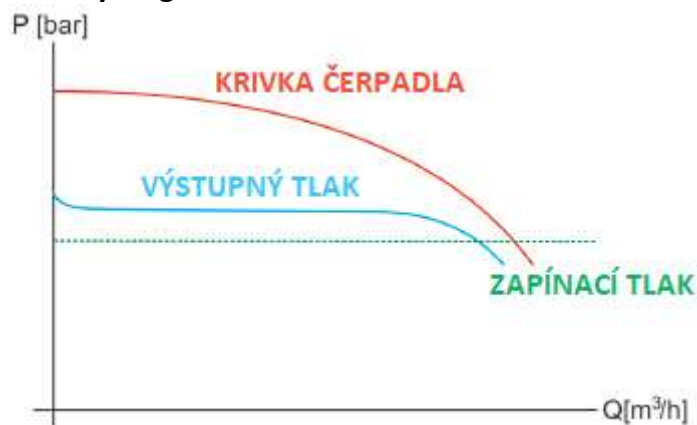 P [bar]
KRIVKA ČERPADLA
VÝSTUPNÝ TLAK
ZAPÍNACÍ TLAK
Q[m³/h]